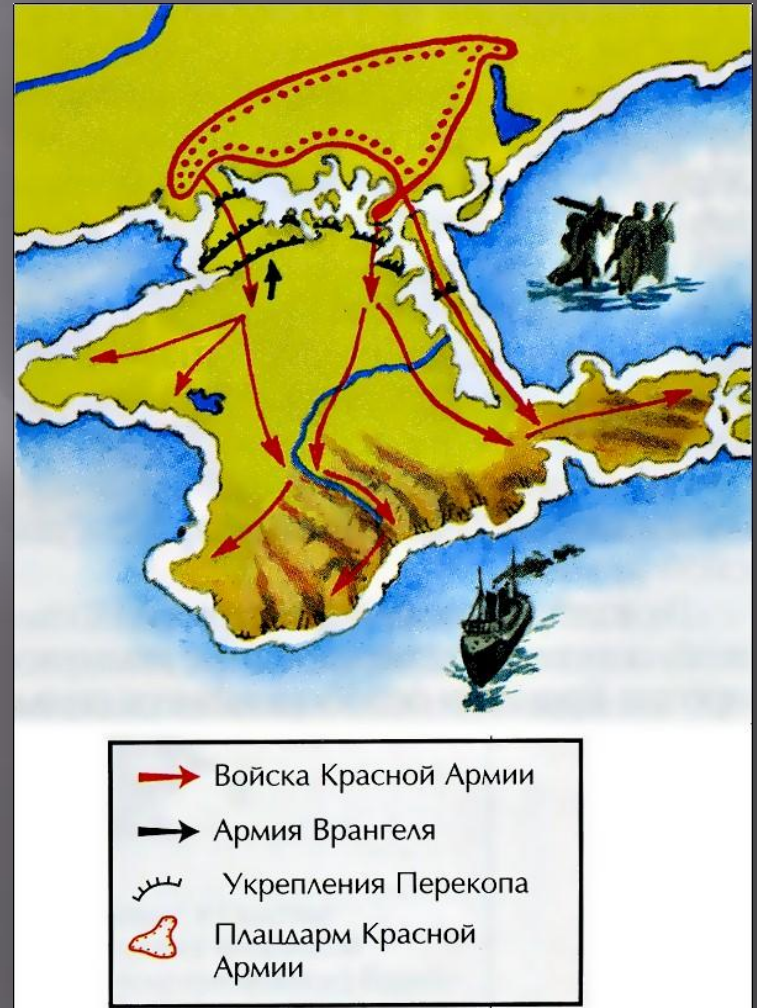 Войска Красной Армии
Армия Врангеля
Укрепления Перекопа
Плацдарм Красной
Армии